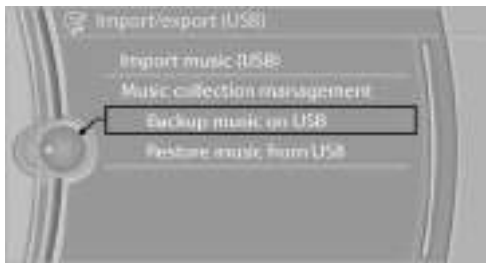 Import/export (USB)
Import music (USB)
Music collection management
Backup music on USB
Restore music from USB